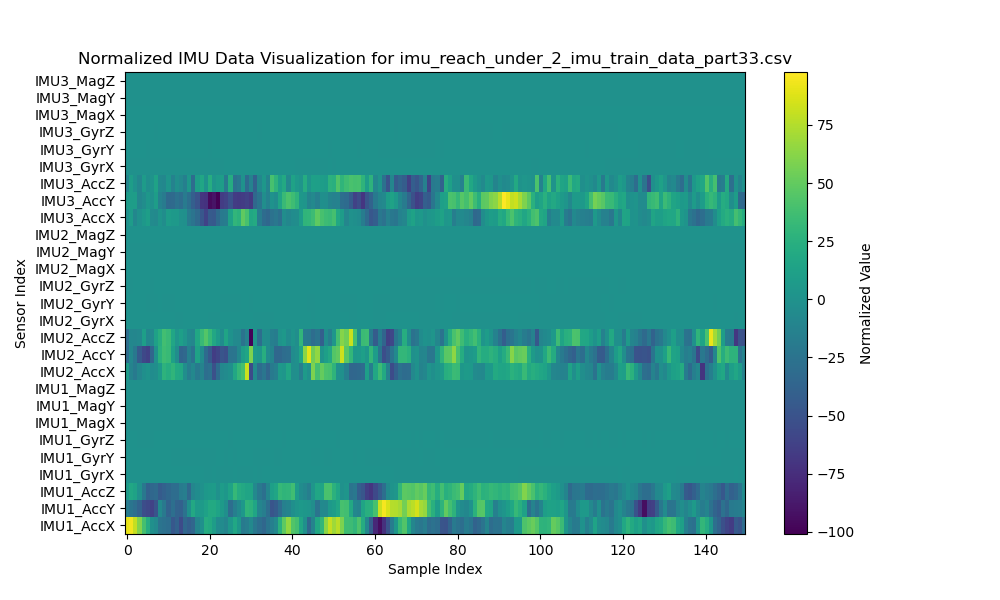 Normalized IMU Data Visualization for imu_reach_under_2_imu_train_data_part33.csv
IMU3_MagZ
IMU3_MagY
IMU3_MagX
IMU3_GyrZ
IMU3_GyrY
IMU3_GyrX
IMU3_AccZ
IMU3_AccY
IMU3_AccX
IMU2_MagZ
IMU2_MagY
IMU2_MagX
IMU2_GyrZ
IMU2_GyrY
IMU2_GyrX
IMU2_AccZ
IMU2_AccY
IMU2_AccX
IMU1_MagZ
IMU1_MagY
IMU1_MagX
IMU1_GyrZ
IMU1_GyrY
IMU1_GyrX
IMU1_AccZ
IMU1_AccY
IMU1_AccX
Sensor Index
0 20 40 60 80 100 120 140
Sample Index
75
50
25
0
−25
−50
−75
−100
Normalized Value